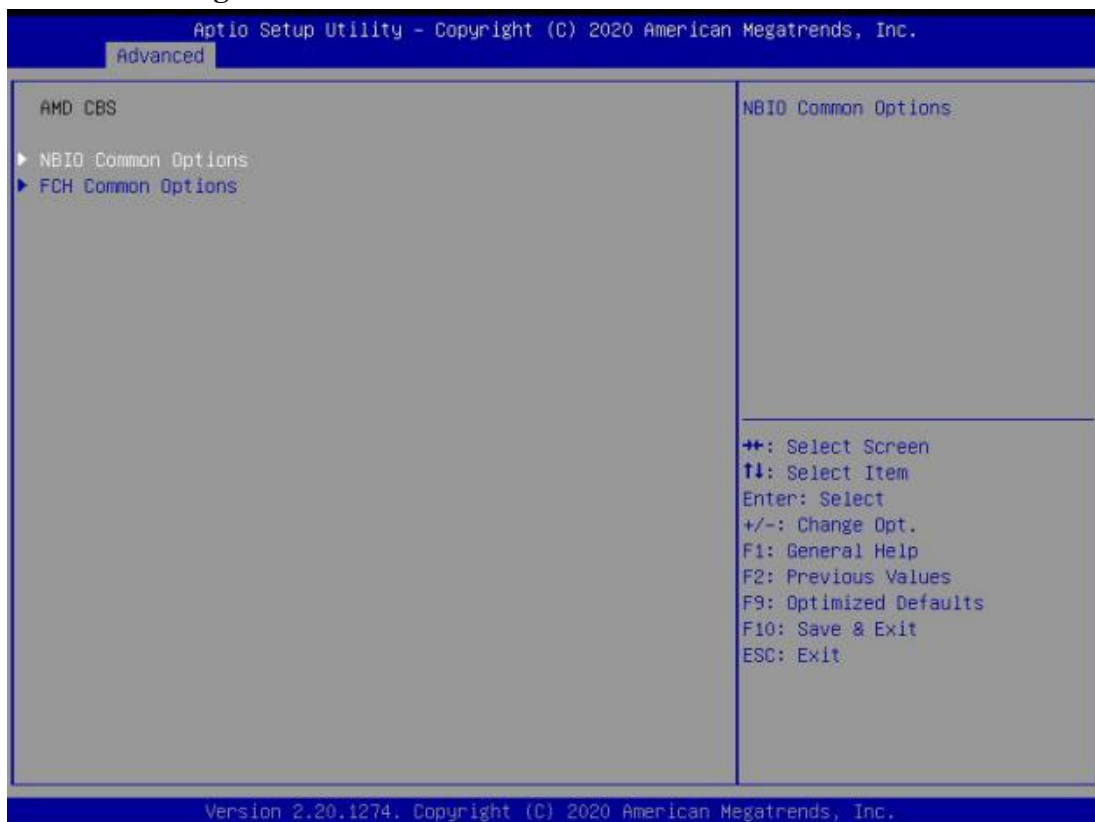 Aptio Setup Utility – Copyright (C) 2020 American Megatrends, Inc.
Advanced
AMD CBS
▶ NBIO Common Options
▶ FCH Common Options
NBIO Common Options
→←: Select Screen
↑↓: Select Item
Enter: Select
+/-: Change Opt.
F1: General Help
F2: Previous Values
F9: Optimized Defaults
F10: Save & Exit
ESC: Exit
Version 2.20.1274. Copyright (C) 2020 American Megatrends, Inc.